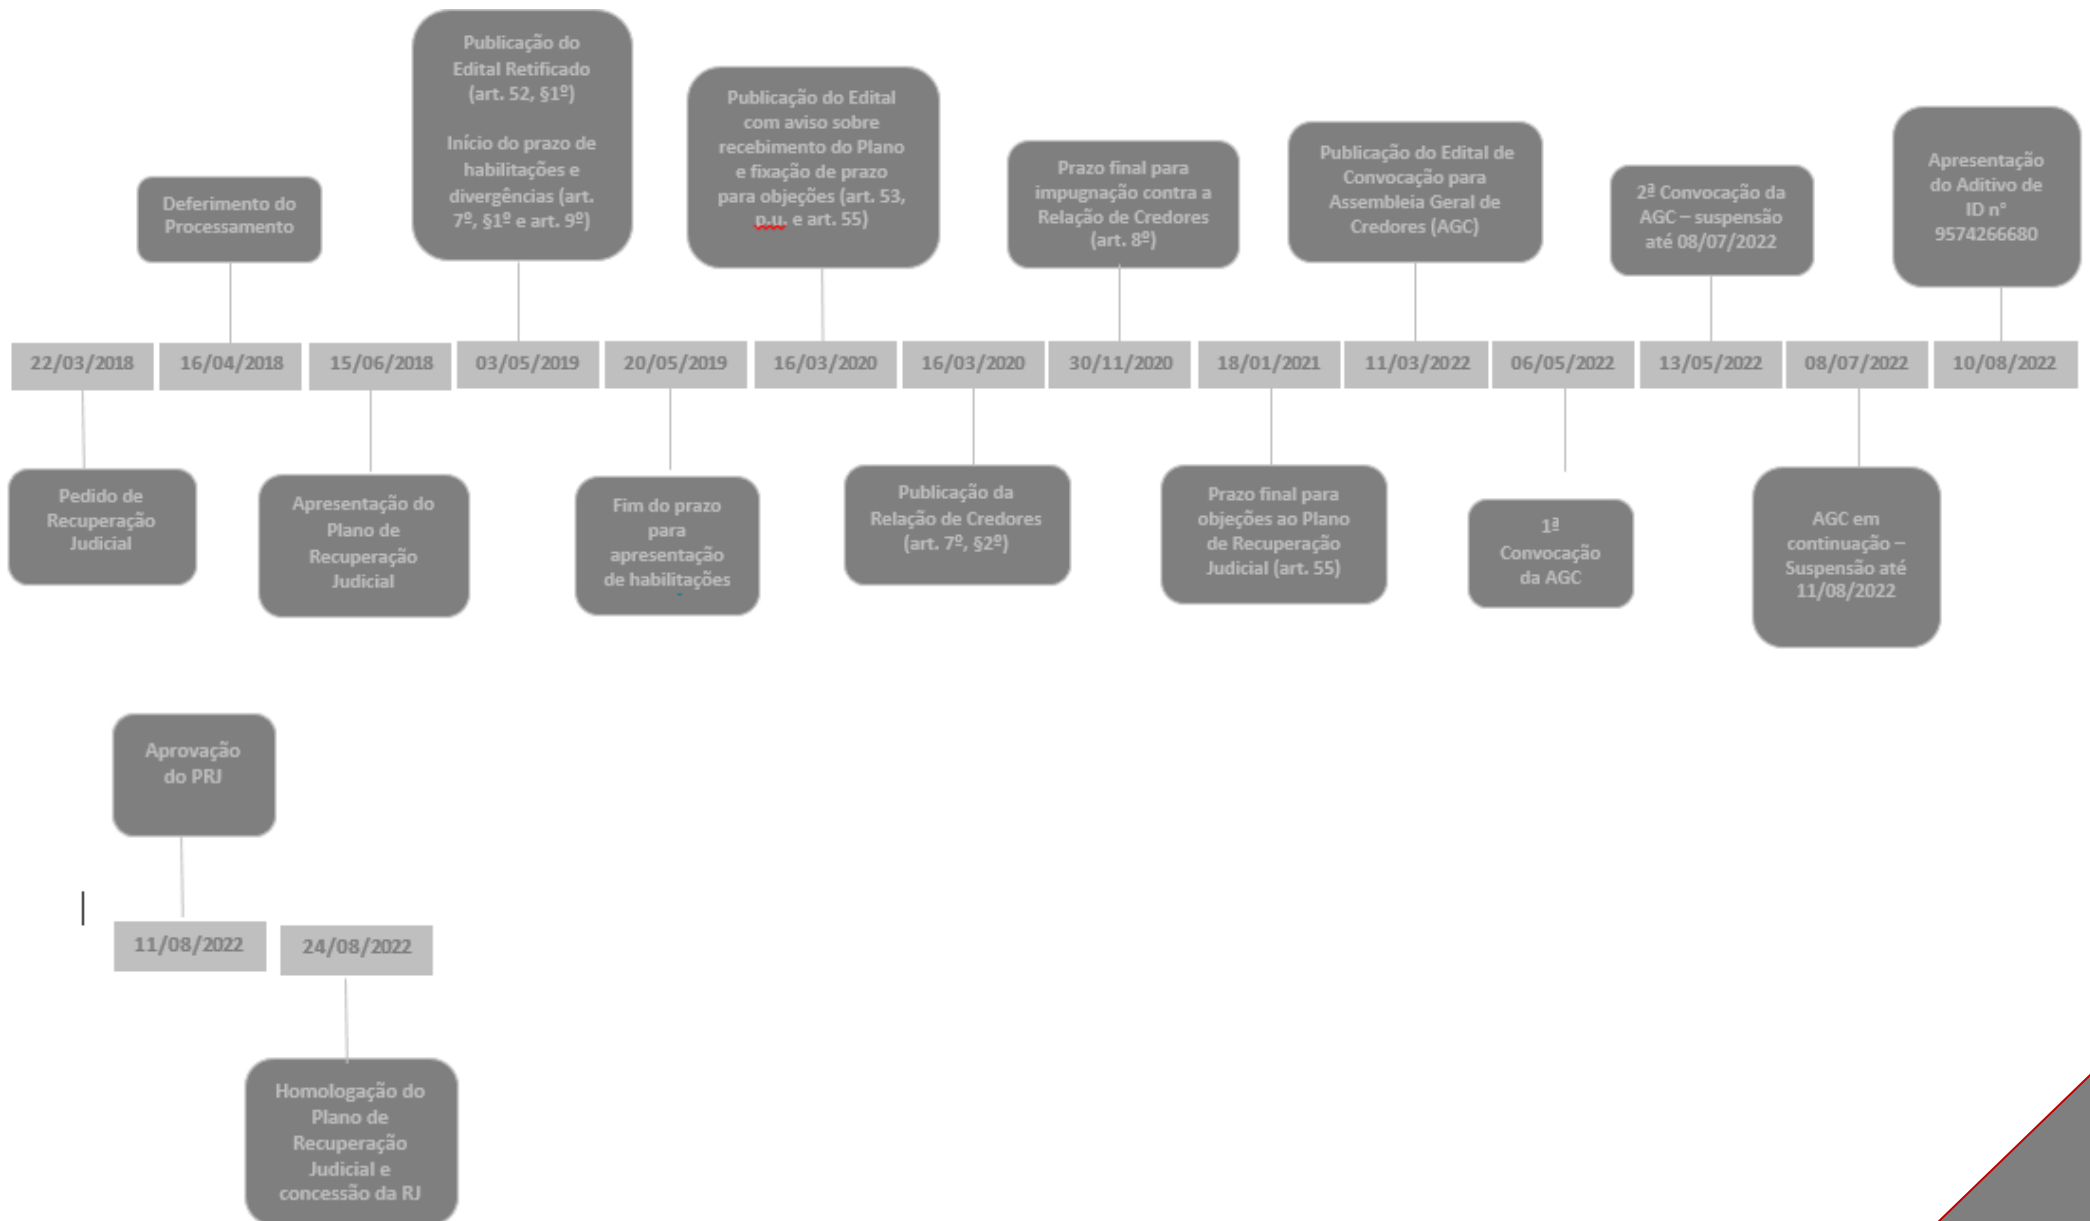 Publicação do
Edital Retificado
(art. 52, §1º)
Início do prazo de
habilitações e
divergências (art.
7º, §1º e art. 9º)
Publicação do Edital
com aviso sobre
recebimento do Plano
e fixação de prazo
para objeções (art. 53,
p.u. e art. 55)
Deferimento do
Processamento
Prazo final para
impugnação contra a
Relação de Credores
(art. 8º)
Publicação do Edital de
Convocação para
Assembleia Geral de
Credores (AGC)
2ª Convocação da
AGC – suspensão
até 08/07/2022
Apresentação
do Aditivo de
ID n°
9574266680
22/03/2018
16/04/2018
15/06/2018
03/05/2019
20/05/2019
16/03/2020
16/03/2020
30/11/2020
18/01/2021
11/03/2022
06/05/2022
13/05/2022
08/07/2022
10/08/2022
Pedido de
Recuperação
Judicial
Apresentação do
Plano de
Recuperação
Judicial
Fim do prazo
para
apresentação
de habilitações
Publicação da
Relação de Credores
(art. 7º, §2º)
Prazo final para
objeções ao Plano
de Recuperação
Judicial (art. 55)
1ª
Convocação
da AGC
AGC em
continuação –
Suspensão até
11/08/2022
Aprovação
do PRJ
11/08/2022
24/08/2022
Homologação do
Plano de
Recuperação
Judicial e
concessão da RJ